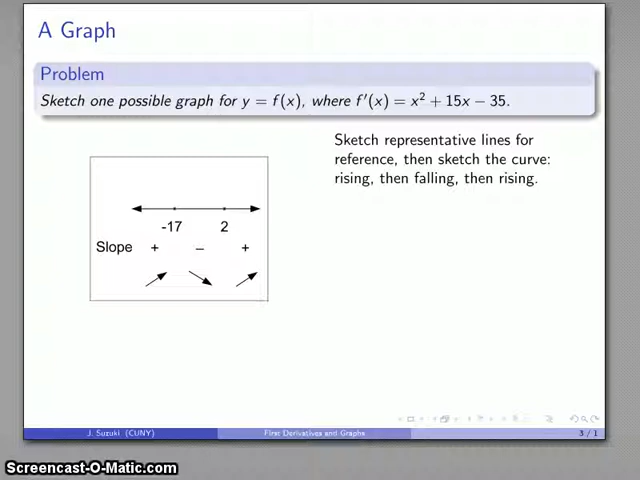 A Graph
Problem
Sketch one possible graph for y = f(x), where f′(x) = x² + 15x − 35.
Sketch representative lines for
reference, then sketch the curve:
rising, then falling, then rising.
-17 2
Slope + – +
J. Suzuki (CUNY) First Derivatives and Graphs 3 / 1
Screencast-O-Matic.com